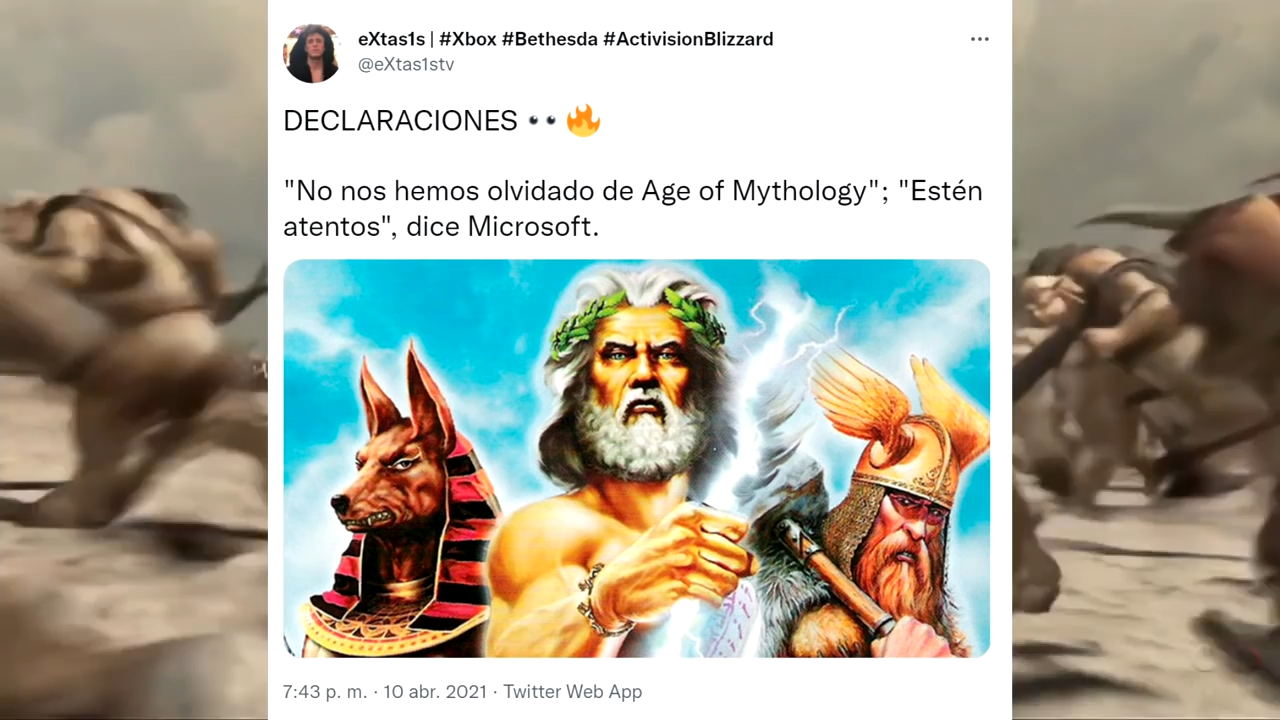 eXtas1s | #Xbox #Bethesda #ActivisionBlizzard
@eXtas1stv
DECLARACIONES 👀🔥
"No nos hemos olvidado de Age of Mythology"; "Estén
atentos", dice Microsoft.
7:43 p. m. · 10 abr. 2021 · Twitter Web App